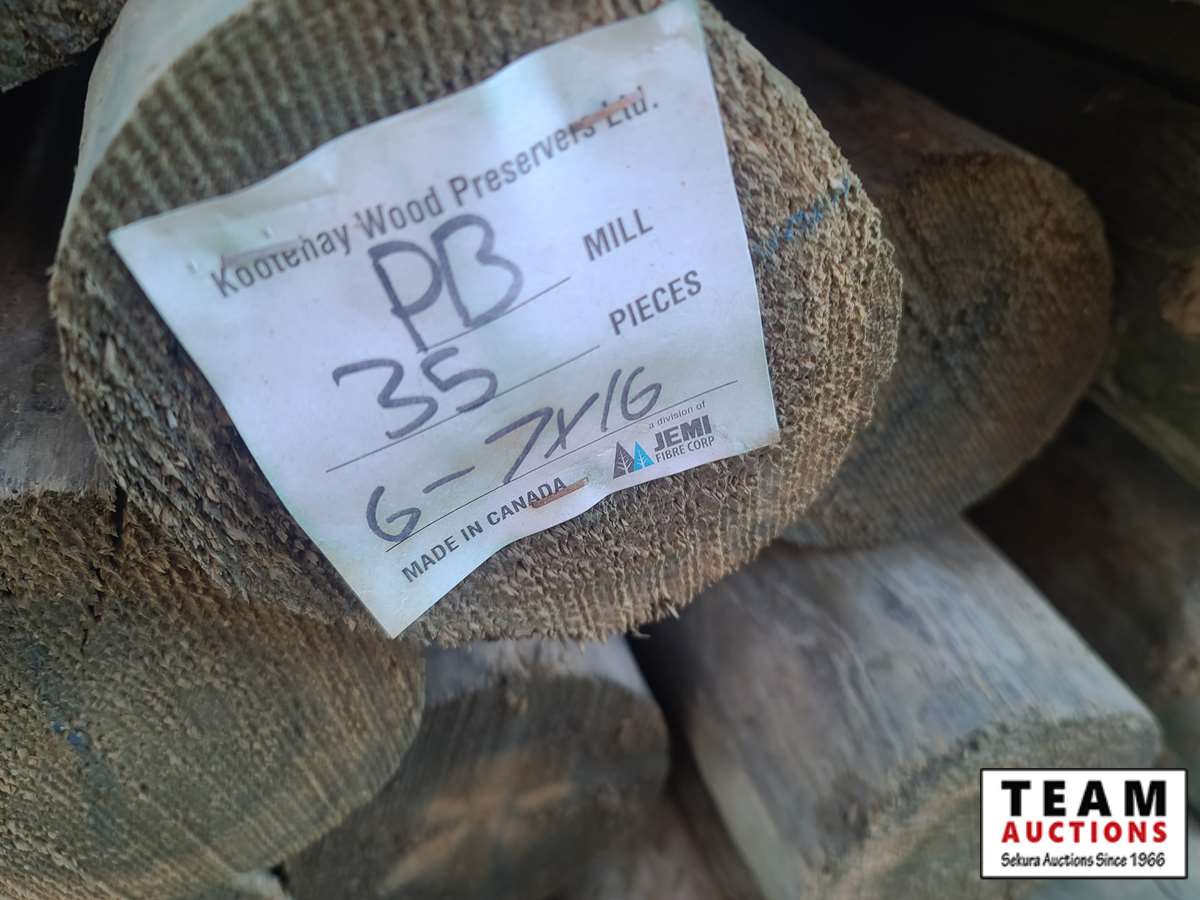 Kootenay Wood Preservers Ltd.
PB MILL
35 PIECES
6-7x16
MADE IN CANADA
a division of
JEMI
FIBRE CORP
TEAM
AUCTIONS
Sekura Auctions Since 1966